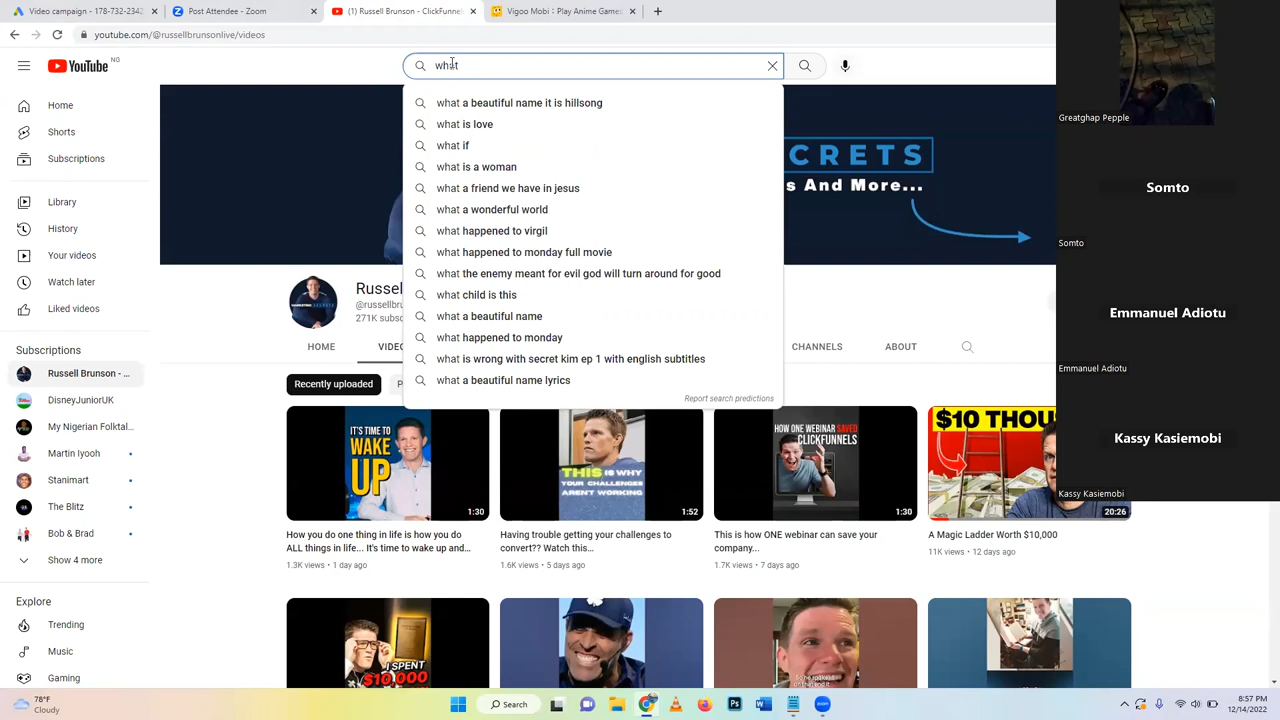 Video campaign - 178-732-2342
Post Attendee - Zoom
(1) Russell Brunson - ClickFunne
Vigoo Mobi : Play Anime Game
youtube.com/@russellbrunsonlive/videos
YouTube NG
what
what a beautiful name it is hillsong
what is love
what if
what is a woman
what a friend we have in jesus
what a wonderful world
what happened to virgil
what happened to monday full movie
what the enemy meant for evil god will turn around for good
what child is this
what a beautiful name
what happened to monday
what is wrong with secret kim ep 1 with english subtitles
what a beautiful name lyrics
Report search predictions
Home
Shorts
Subscriptions
Library
History
Your videos
Watch later
Liked videos
Subscriptions
Russell Brunson - ...
DisneyJuniorUK
My Nigerian Folktal...
Martin Iyooh
Stanimart
The Blitz
Bob & Brad
Show 4 more
Explore
Trending
Music
Gaming
CRETS
s And More...
MARKETING SECRETS
Russel
@russellbru
271K subsc
HOME
VIDEO
CHANNELS
ABOUT
Recently uploaded
P
IT'S TIME TO
WAKE
UP
1:30
THIS IS WHY
YOUR CHALLENGES
AREN'T WORKING
1:52
HOW ONE WEBINAR SAVED
CLICKFUNNELS
1:30
$10 THOU
20:26
How you do one thing in life is how you do
ALL things in life... It's time to wake up and...
1.3K views • 1 day ago
Having trouble getting your challenges to
convert?? Watch this...
1.6K views • 5 days ago
This is how ONE webinar can save your
company...
1.7K views • 7 days ago
A Magic Ladder Worth $10,000
11K views • 12 days ago
I SPENT
$10,000
Greatghap Pepple
Somto
Somto
Emmanuel Adiotu
Emmanuel Adiotu
Kassy Kasiemobi
Kassy Kasiemobi
78°F
Cloudy
Search
8:57 PM
12/14/2022